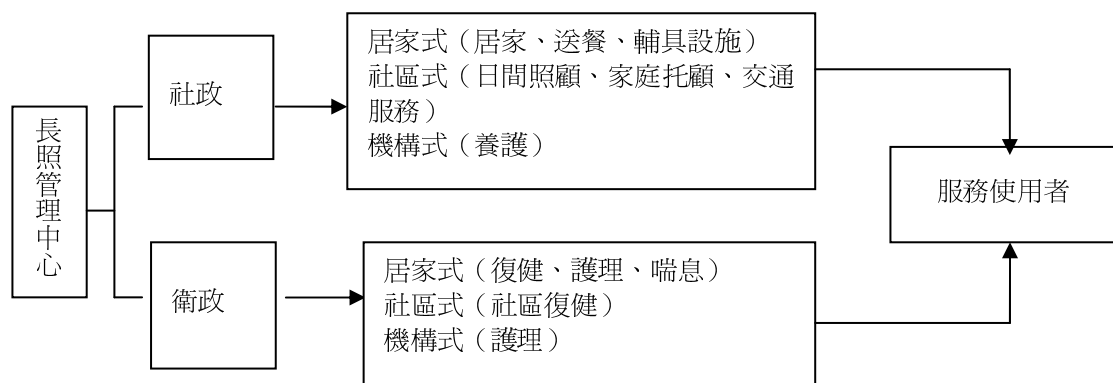 長照管理中心
社政
居家式（居家、送餐、輔具設施）
社區式（日間照顧、家庭托顧、交通
服務）
機構式（養護）
服務使用者
衛政
居家式（復健、護理、喘息）
社區式（社區復健）
機構式（護理）